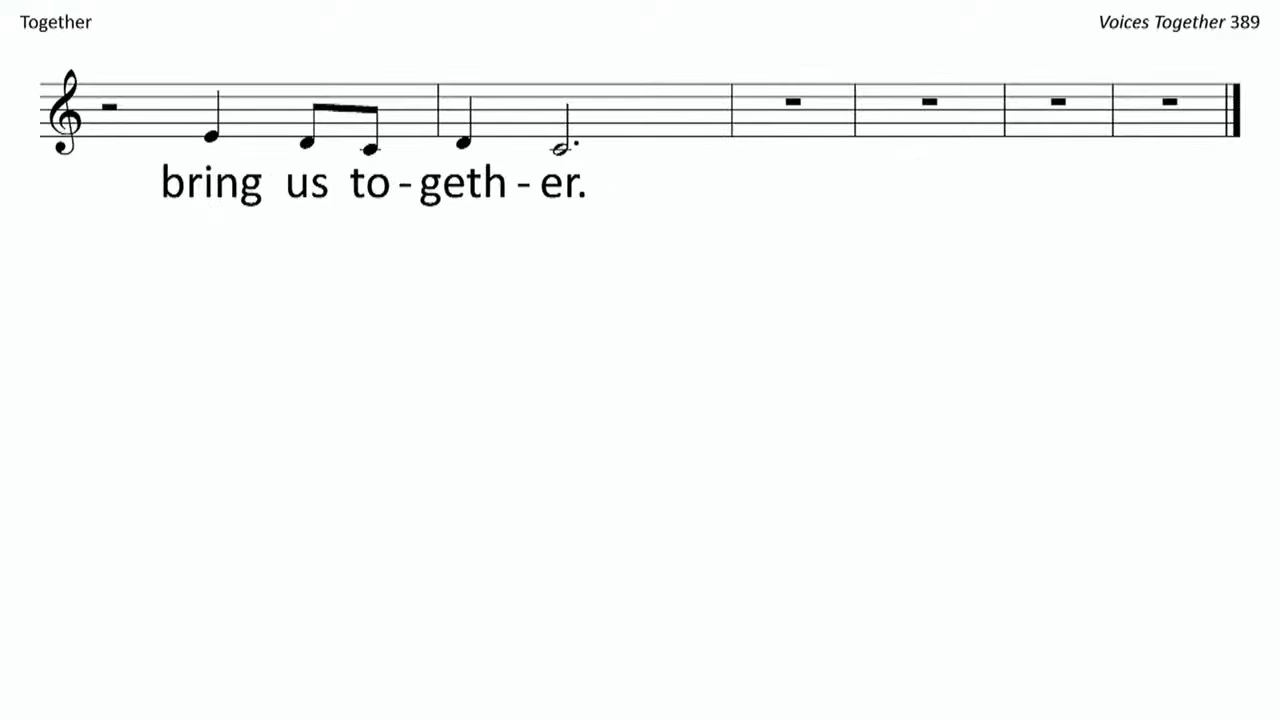 Together
Voices Together 389
bring us to - geth - er.